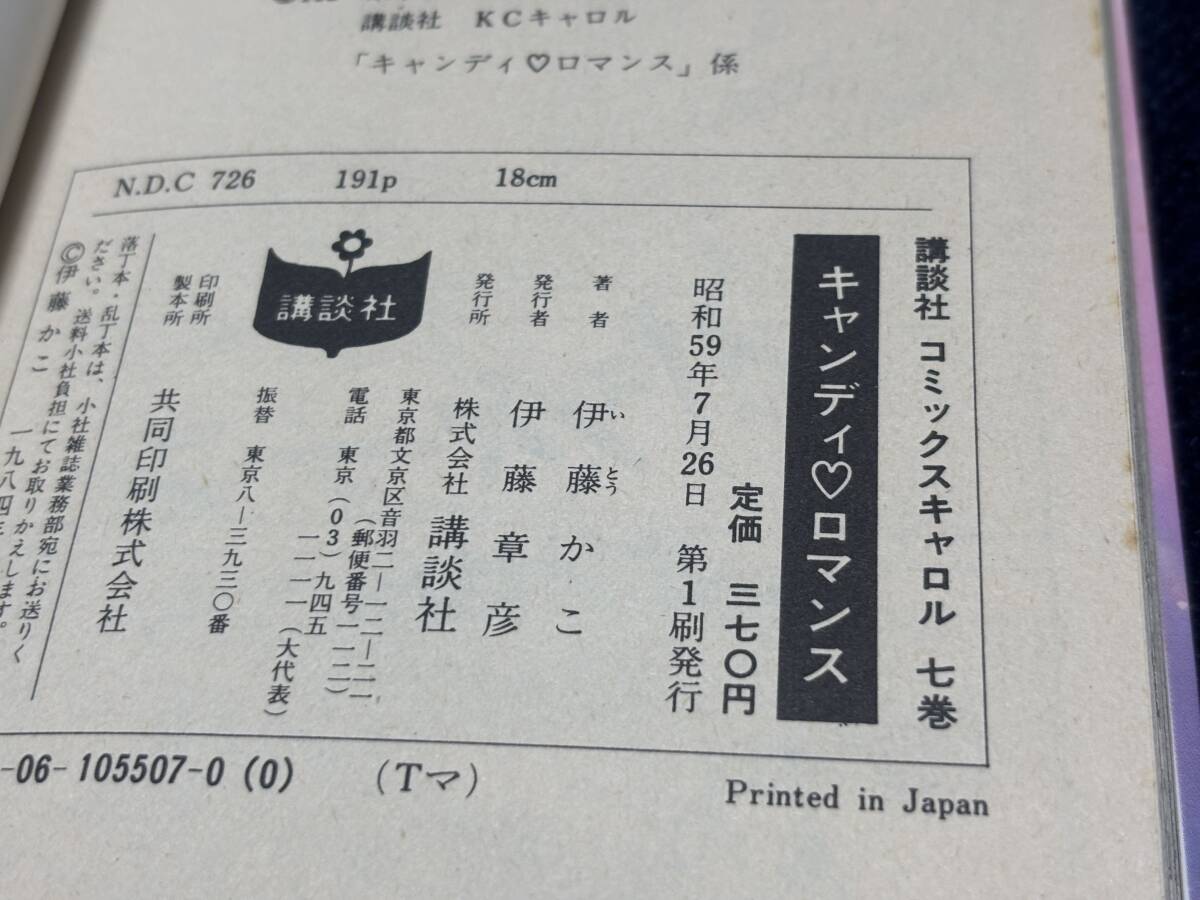 講談社 KCキャロル
「キャンディ♡ロマンス」係
N.D.C 726 191p 18cm
講談社 コミックスキャロル 七巻
キャンディ♡ロマンス
定価 三七〇円
昭和59年7月26日 第1刷発行
著者 伊藤かこ
いとう
発行者 伊藤章彦
発行所 株式会社 講談社
東京都文京区音羽二—一二—二一
(郵便番号一一二)
電話 東京(03)九四五
一一一一(大代表)
振替 東京八—三九三〇番
講談社
印刷所
製本所
共同印刷株式会社
落丁本・乱丁本は、小社雑誌業務部宛にお送りく
ださい。送料小社負担にてお取りかえします。
©伊藤かこ 一九八四年
-06-105507-0 (0) (Tマ)
Printed in Japan